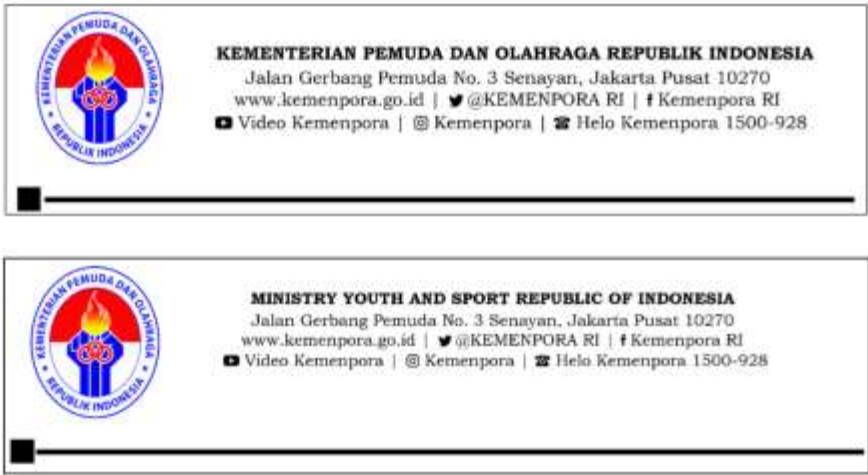 KEMENTERIAN PEMUDA DAN OLAHRAGA
REPUBLIK INDONESIA
KEMENTERIAN PEMUDA DAN OLAHRAGA REPUBLIK INDONESIA
Jalan Gerbang Pemuda No. 3 Senayan, Jakarta Pusat 10270
www.kemenpora.go.id | @KEMENPORA RI | f Kemenpora RI
Video Kemenpora | Kemenpora | Helo Kemenpora 1500-928
KEMENTERIAN PEMUDA DAN OLAHRAGA
REPUBLIK INDONESIA
MINISTRY YOUTH AND SPORT REPUBLIC OF INDONESIA
Jalan Gerbang Pemuda No. 3 Senayan, Jakarta Pusat 10270
www.kemenpora.go.id | @KEMENPORA RI | f Kemenpora RI
Video Kemenpora | Kemenpora | Helo Kemenpora 1500-928